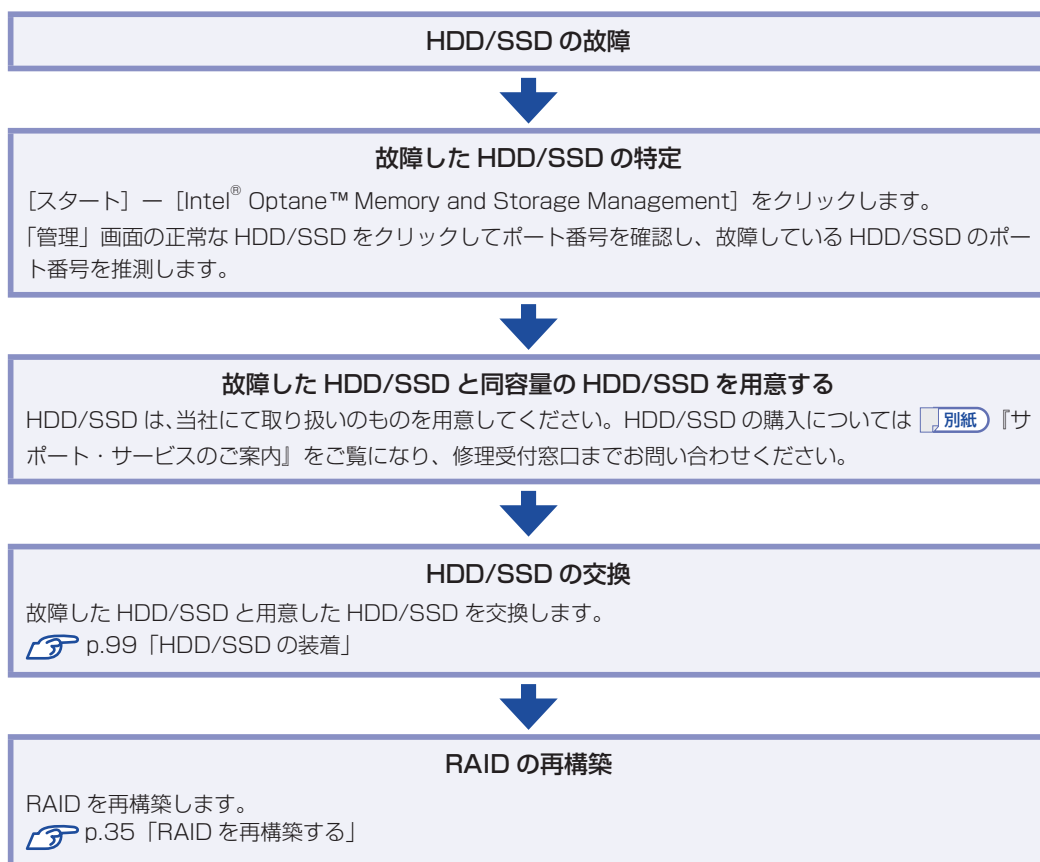 HDD/SSD の故障
故障した HDD/SSD の特定
［スタート］ー［Intel® Optane™ Memory and Storage Management］をクリックします。
「管理」画面の正常な HDD/SSD をクリックしてポート番号を確認し、故障している HDD/SSD のポー
ト番号を推測します。
故障した HDD/SSD と同容量の HDD/SSD を用意する
HDD/SSD は、当社にて取り扱いのものを用意してください。HDD/SSD の購入については 別紙 『サ
ポート・サービスのご案内』をご覧になり、修理受付窓口までお問い合わせください。
HDD/SSD の交換
故障した HDD/SSD と用意した HDD/SSD を交換します。
p.99「HDD/SSD の装着」
RAID の再構築
RAID を再構築します。
p.35「RAID を再構築する」